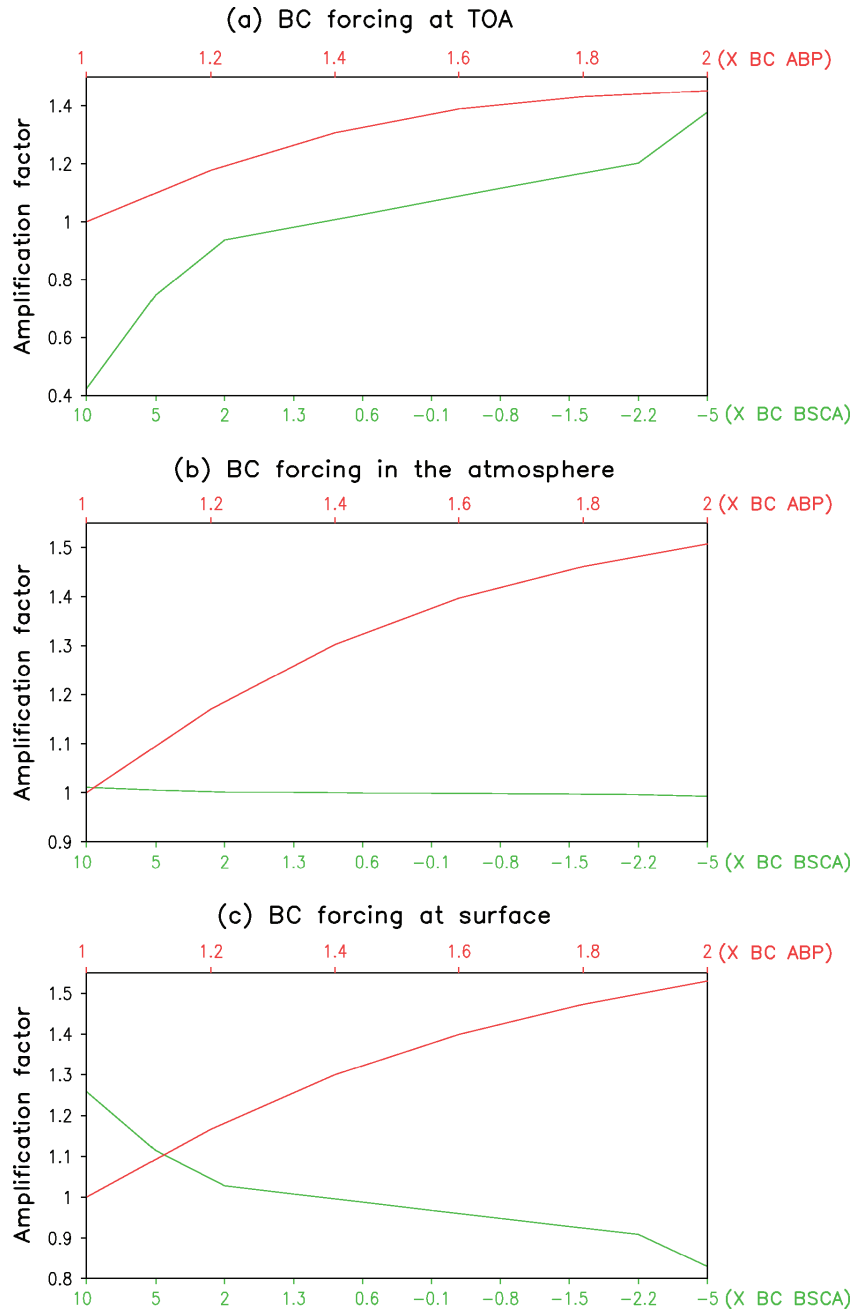 (a) BC forcing at TOA
1 1.2 1.4 1.6 1.8 2 (X BC ABP)
Amplification factor
1.4
1.2
1
0.8
0.6
0.4
10 5 2 1.3 0.6 −0.1 −0.8 −1.5 −2.2 −5 (X BC BSCA)
(b) BC forcing in the atmosphere
1 1.2 1.4 1.6 1.8 2 (X BC ABP)
Amplification factor
1.5
1.4
1.3
1.2
1.1
1
0.9
10 5 2 1.3 0.6 −0.1 −0.8 −1.5 −2.2 −5 (X BC BSCA)
(c) BC forcing at surface
1 1.2 1.4 1.6 1.8 2 (X BC ABP)
Amplification factor
1.5
1.4
1.3
1.2
1.1
1
0.9
0.8
10 5 2 1.3 0.6 −0.1 −0.8 −1.5 −2.2 −5 (X BC BSCA)